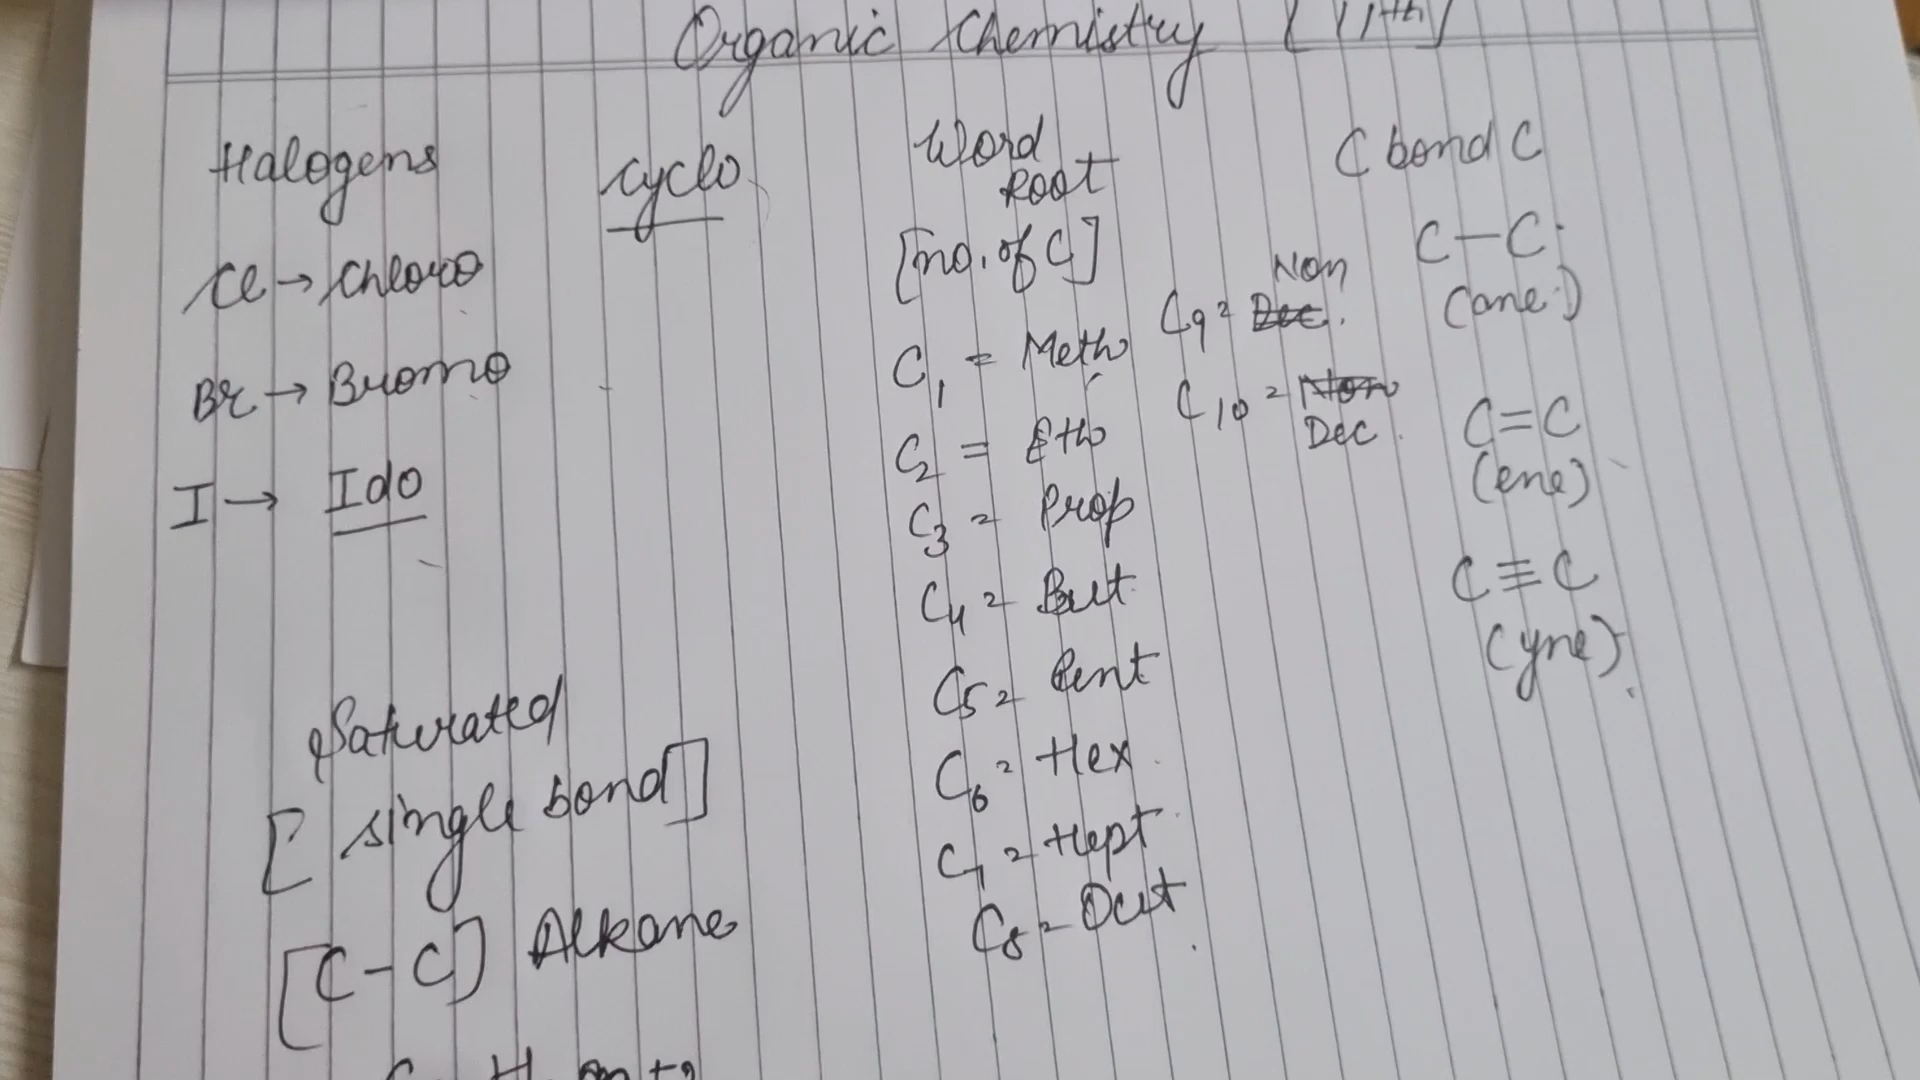 Organic Chemistry [11th]
Halogens
Cl → Chloro
Br → Bromo
I → Ido
cyclo
Word Root
[no. of C]
C1 = Meth
C2 = Eth
C3 = Prop
C4 = But
C5 = Pent
C6 = Hex
C7 = Hept
C8 = Oct
C9 = Dec. Non
C10 = Non Dec
C bond C
C—C
(ane)
C=C
(ene)
C≡C
(yne)
Saturated
[single bond]
[C-C] Alkane